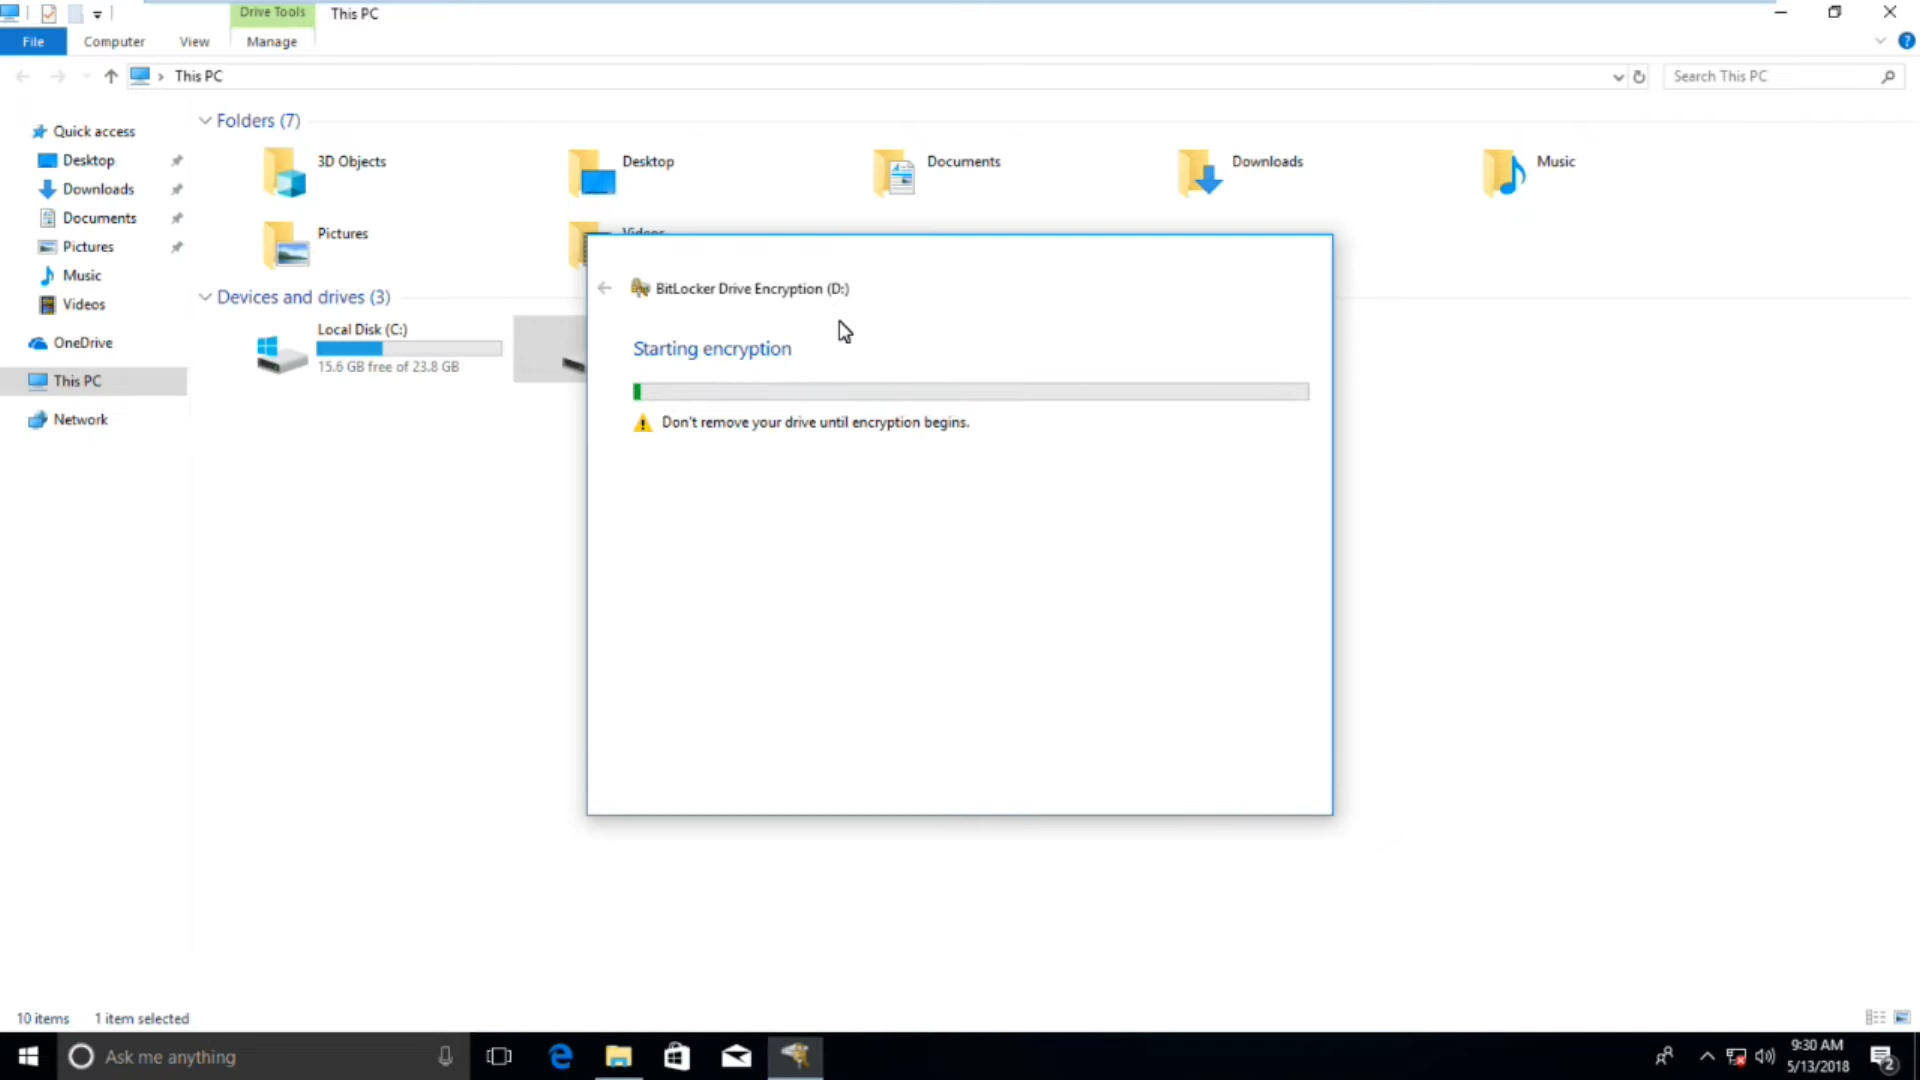 Drive Tools
This PC
File
Computer
View
Manage
This PC
Search This PC
Quick access
Desktop
Downloads
Documents
Pictures
Music
Videos
OneDrive
This PC
Network
Folders (7)
3D Objects
Desktop
Documents
Downloads
Music
Pictures
Videos
Devices and drives (3)
Local Disk (C:)
15.6 GB free of 23.8 GB
BitLocker Drive Encryption (D:)
Starting encryption
Don't remove your drive until encryption begins.
10 items
1 item selected
Ask me anything
9:30 AM
5/13/2018
2